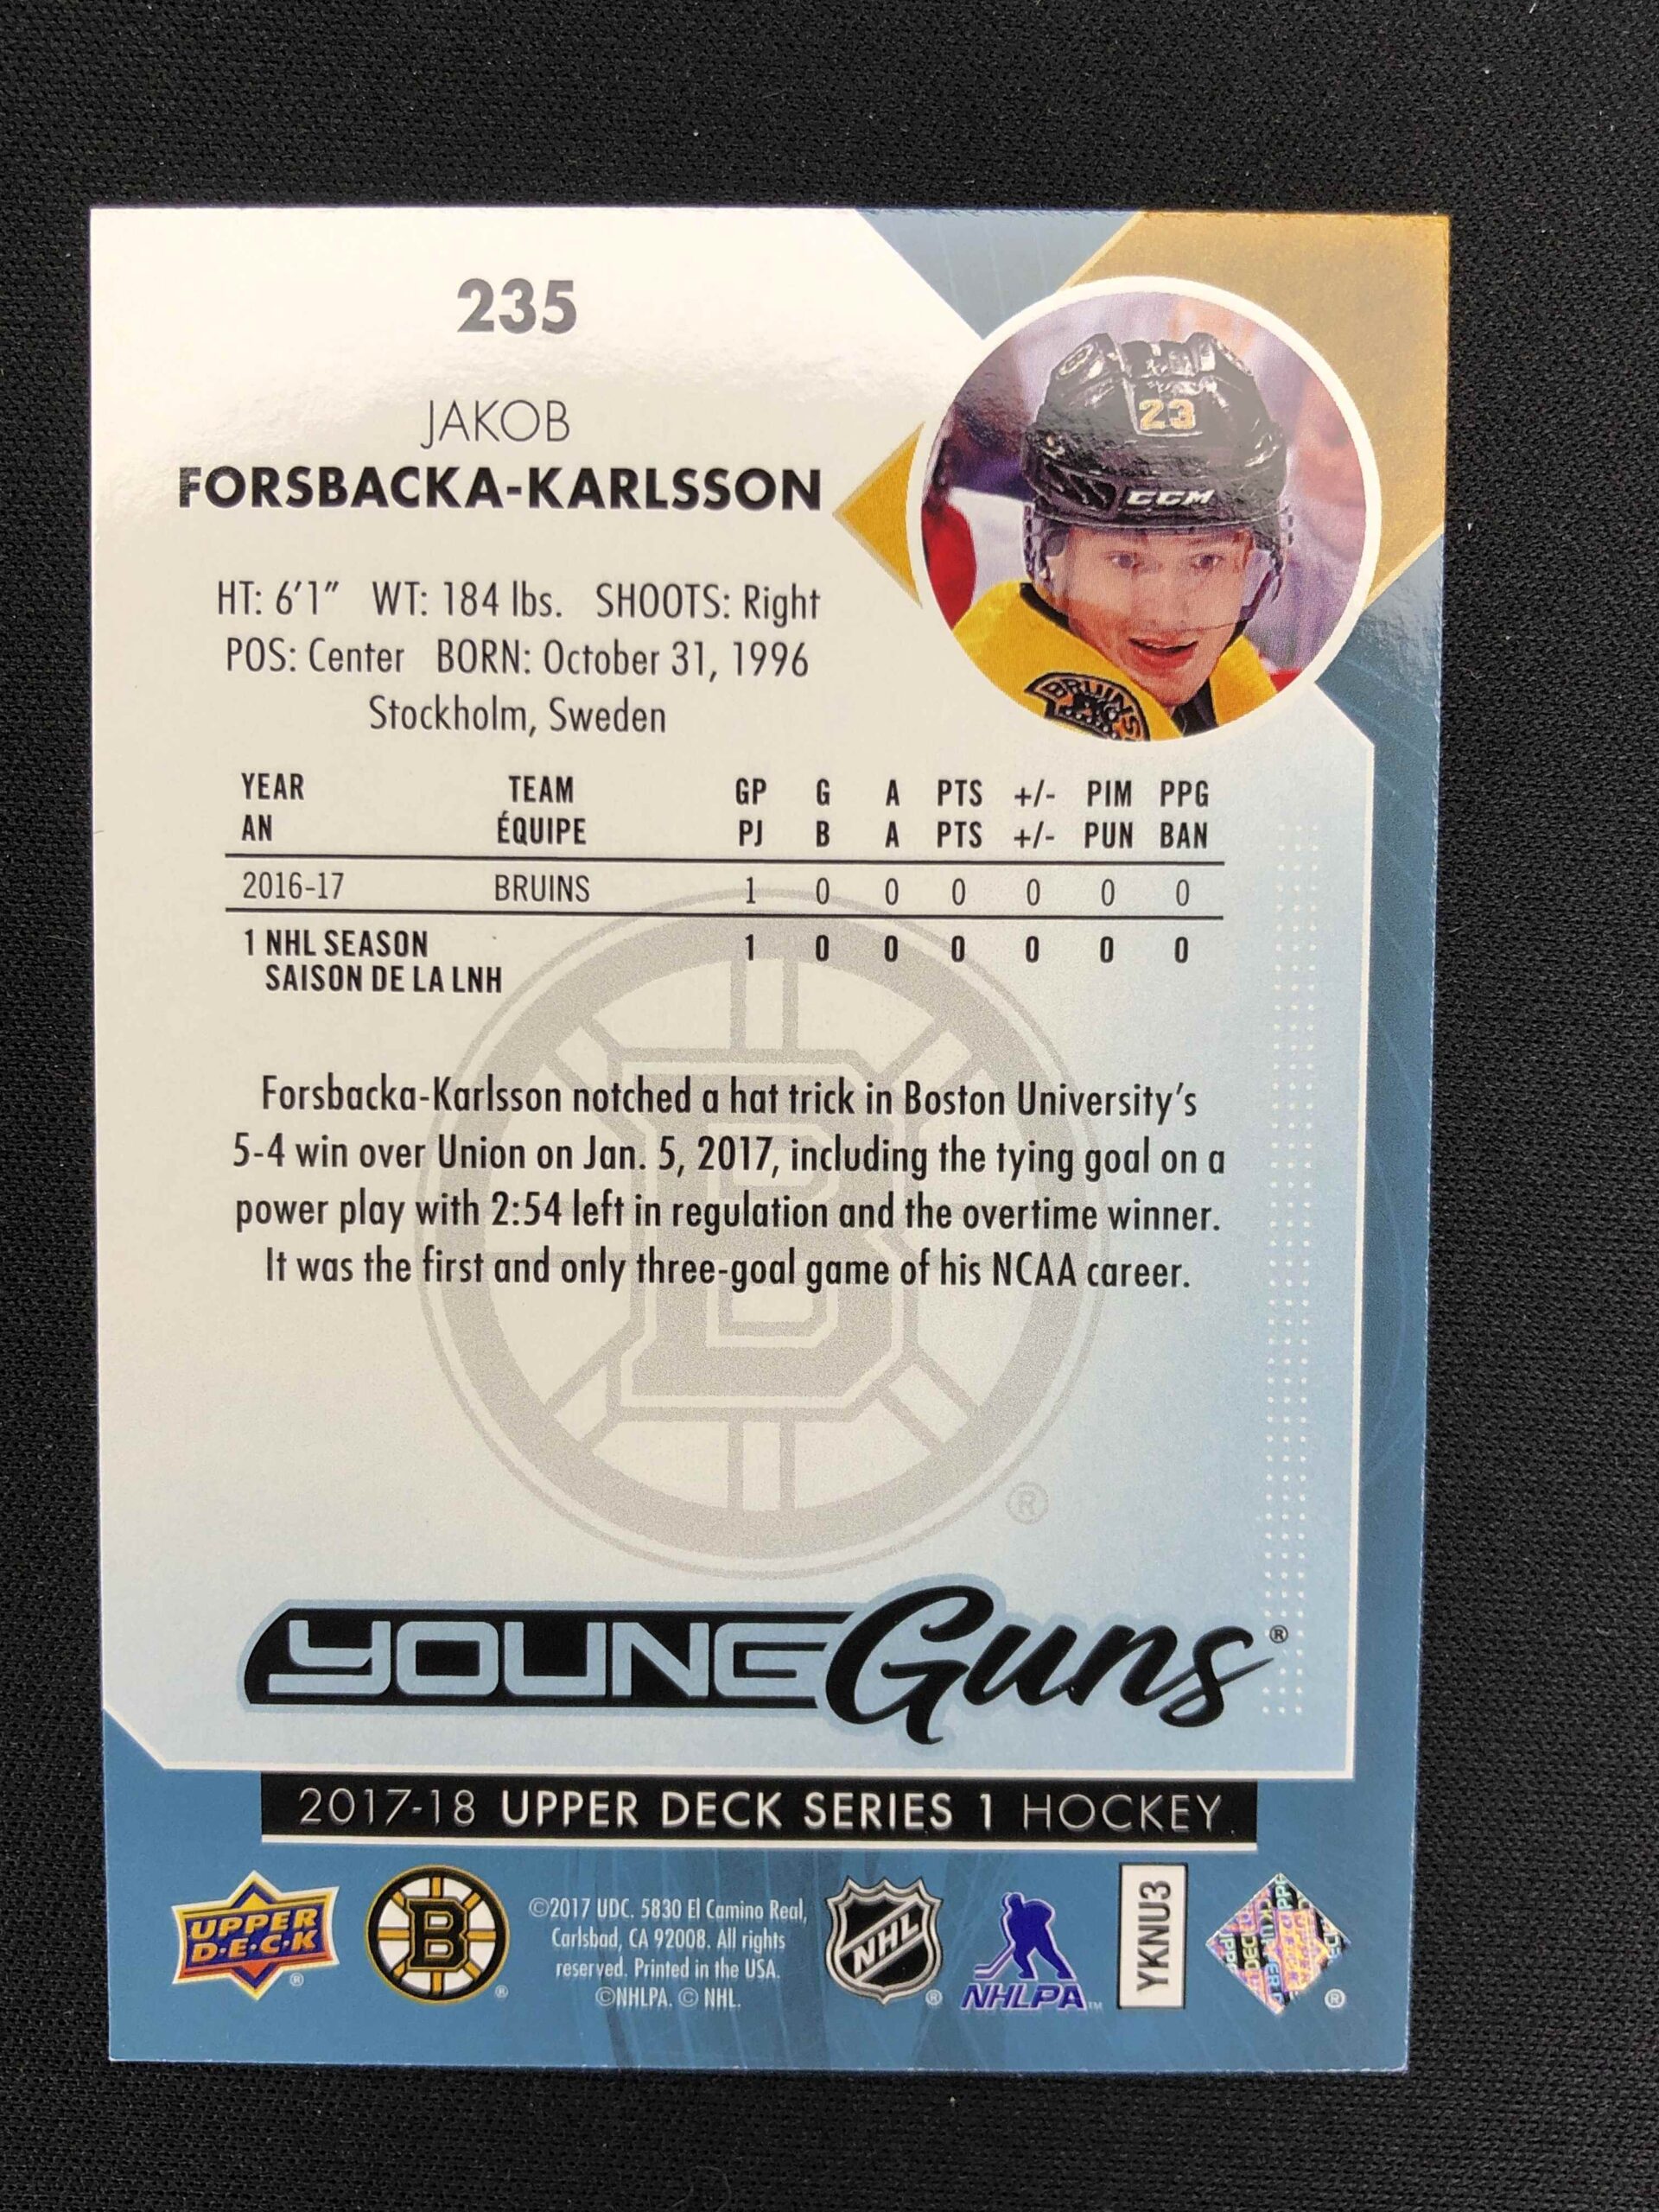 235
JAKOB
FORSBACKA-KARLSSON
23
CCM
BRUINS
HT: 6'1" WT: 184 lbs. SHOOTS: Right
POS: Center BORN: October 31, 1996
Stockholm, Sweden
YEAR TEAM GP G A PTS +/- PIM PPG
AN ÉQUIPE PJ B A PTS +/- PUN BAN
2016-17 BRUINS 1 0 0 0 0 0 0
1 NHL SEASON 1 0 0 0 0 0 0
SAISON DE LA LNH
Forsbacka-Karlsson notched a hat trick in Boston University's
5-4 win over Union on Jan. 5, 2017, including the tying goal on a
power play with 2:54 left in regulation and the overtime winner.
It was the first and only three-goal game of his NCAA career.
B
®
YOUNG Guns®
2017-18 UPPER DECK SERIES 1 HOCKEY
UPPER
D·E·C·K ®
B ®
©2017 UDC. 5830 El Camino Real,
Carlsbad, CA 92008. All rights
reserved. Printed in the USA.
©NHLPA. © NHL.
NHL ®
NHLPA™
YKNU3
®